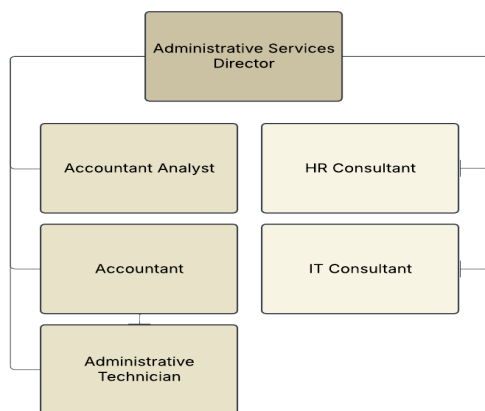 Administrative Services
Director
Accountant Analyst
HR Consultant
Accountant
IT Consultant
Administrative
Technician